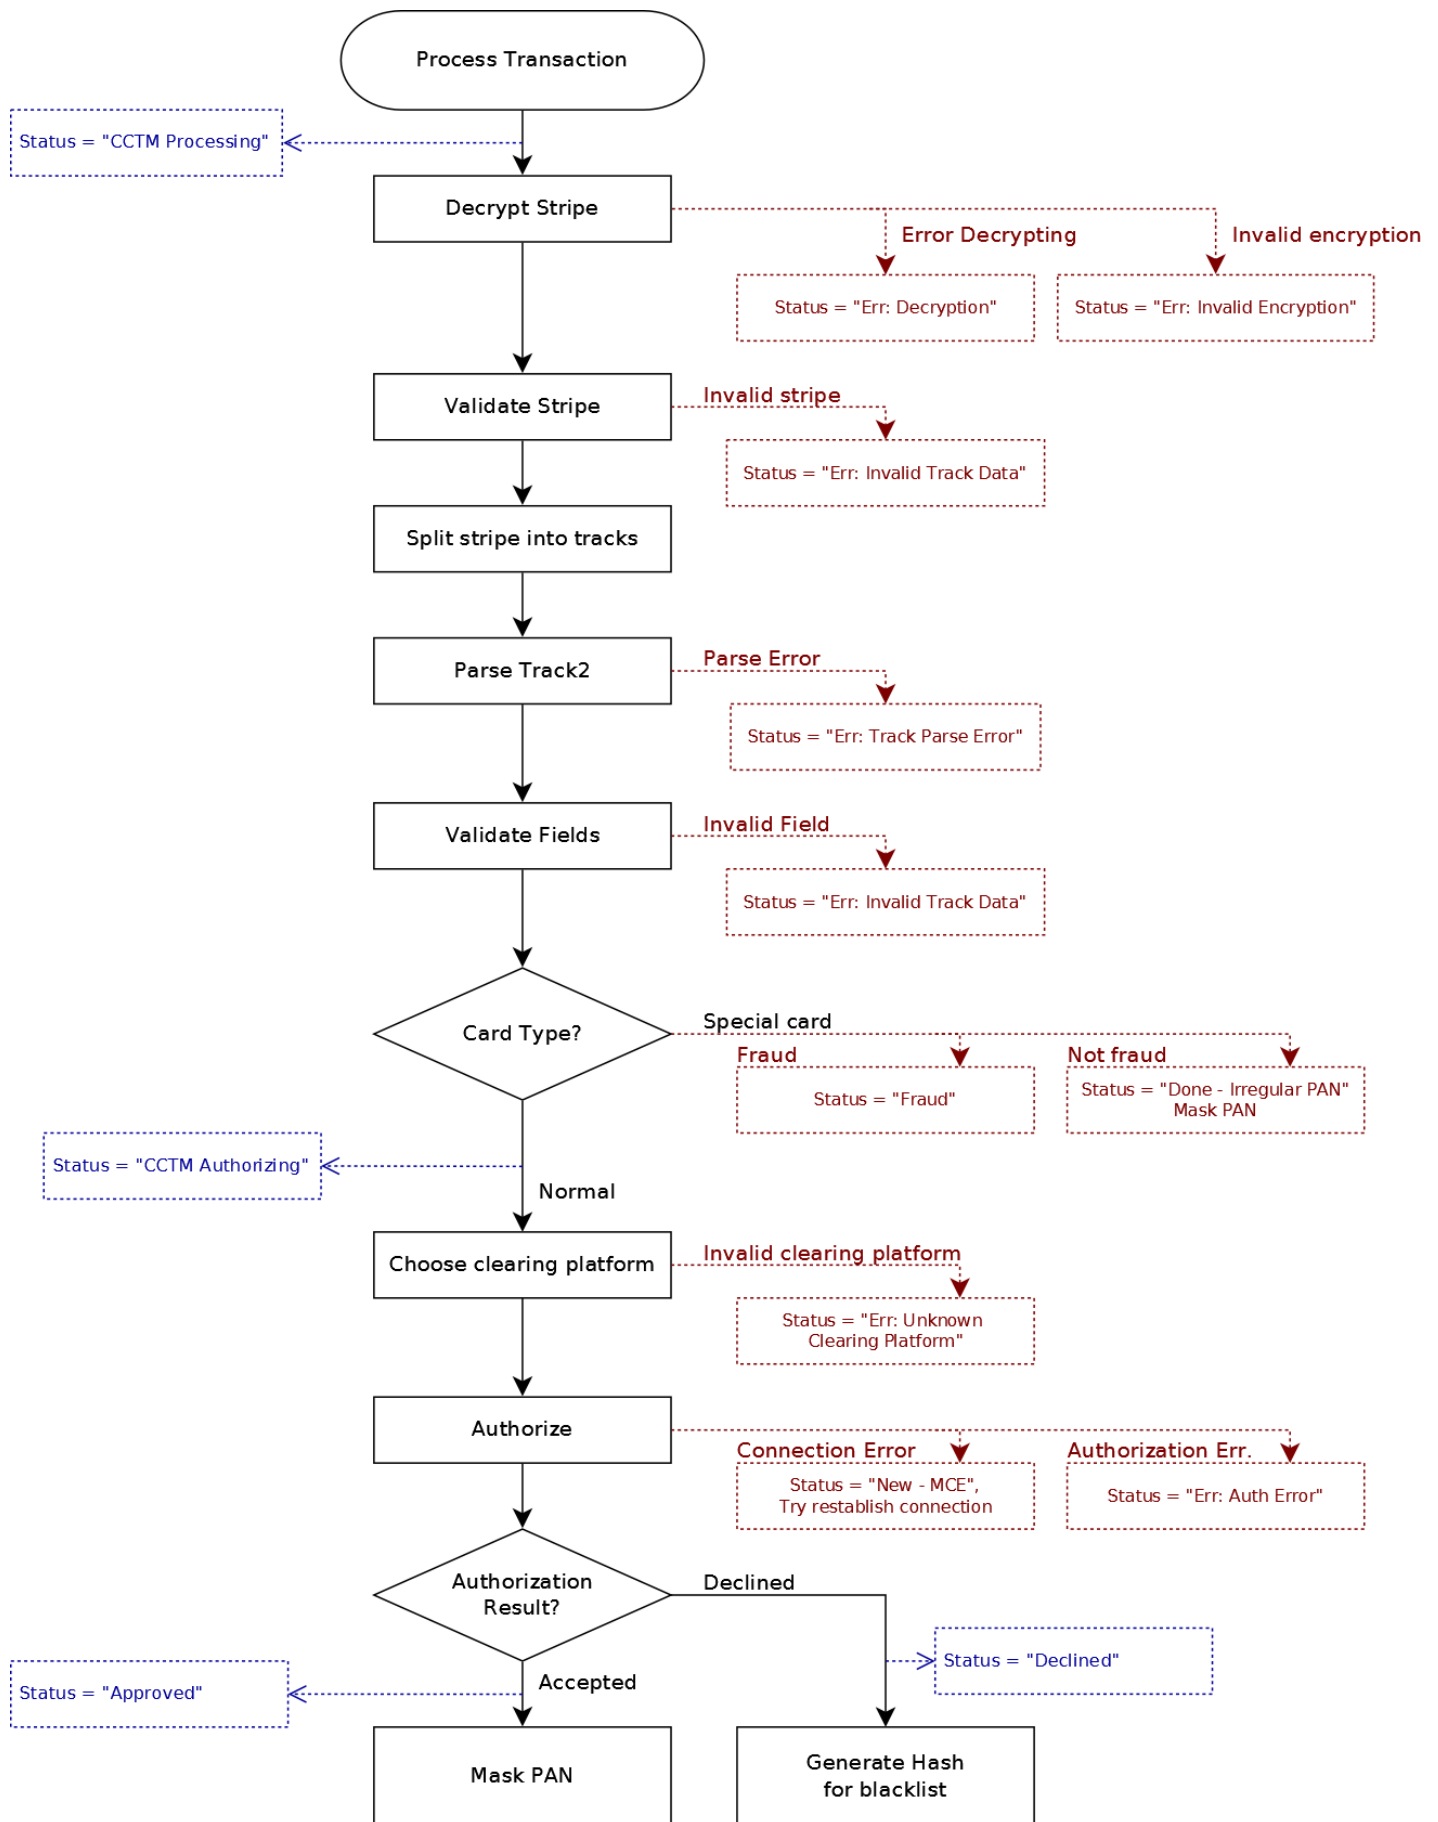 Process Transaction
Status = "CCTM Processing"
Decrypt Stripe
Error Decrypting
Invalid encryption
Status = "Err: Decryption"
Status = "Err: Invalid Encryption"
Validate Stripe
Invalid stripe
Status = "Err: Invalid Track Data"
Split stripe into tracks
Parse Track2
Parse Error
Status = "Err: Track Parse Error"
Validate Fields
Invalid Field
Status = "Err: Invalid Track Data"
Card Type?
Special card
Fraud
Not fraud
Status = "Fraud"
Status = "Done - Irregular PAN"
Mask PAN
Status = "CCTM Authorizing"
Normal
Choose clearing platform
Invalid clearing platform
Status = "Err: Unknown
Clearing Platform"
Authorize
Connection Error
Authorization Err.
Status = "New - MCE",
Try restablish connection
Status = "Err: Auth Error"
Authorization
Result?
Declined
Status = "Declined"
Accepted
Status = "Approved"
Mask PAN
Generate Hash
for blacklist